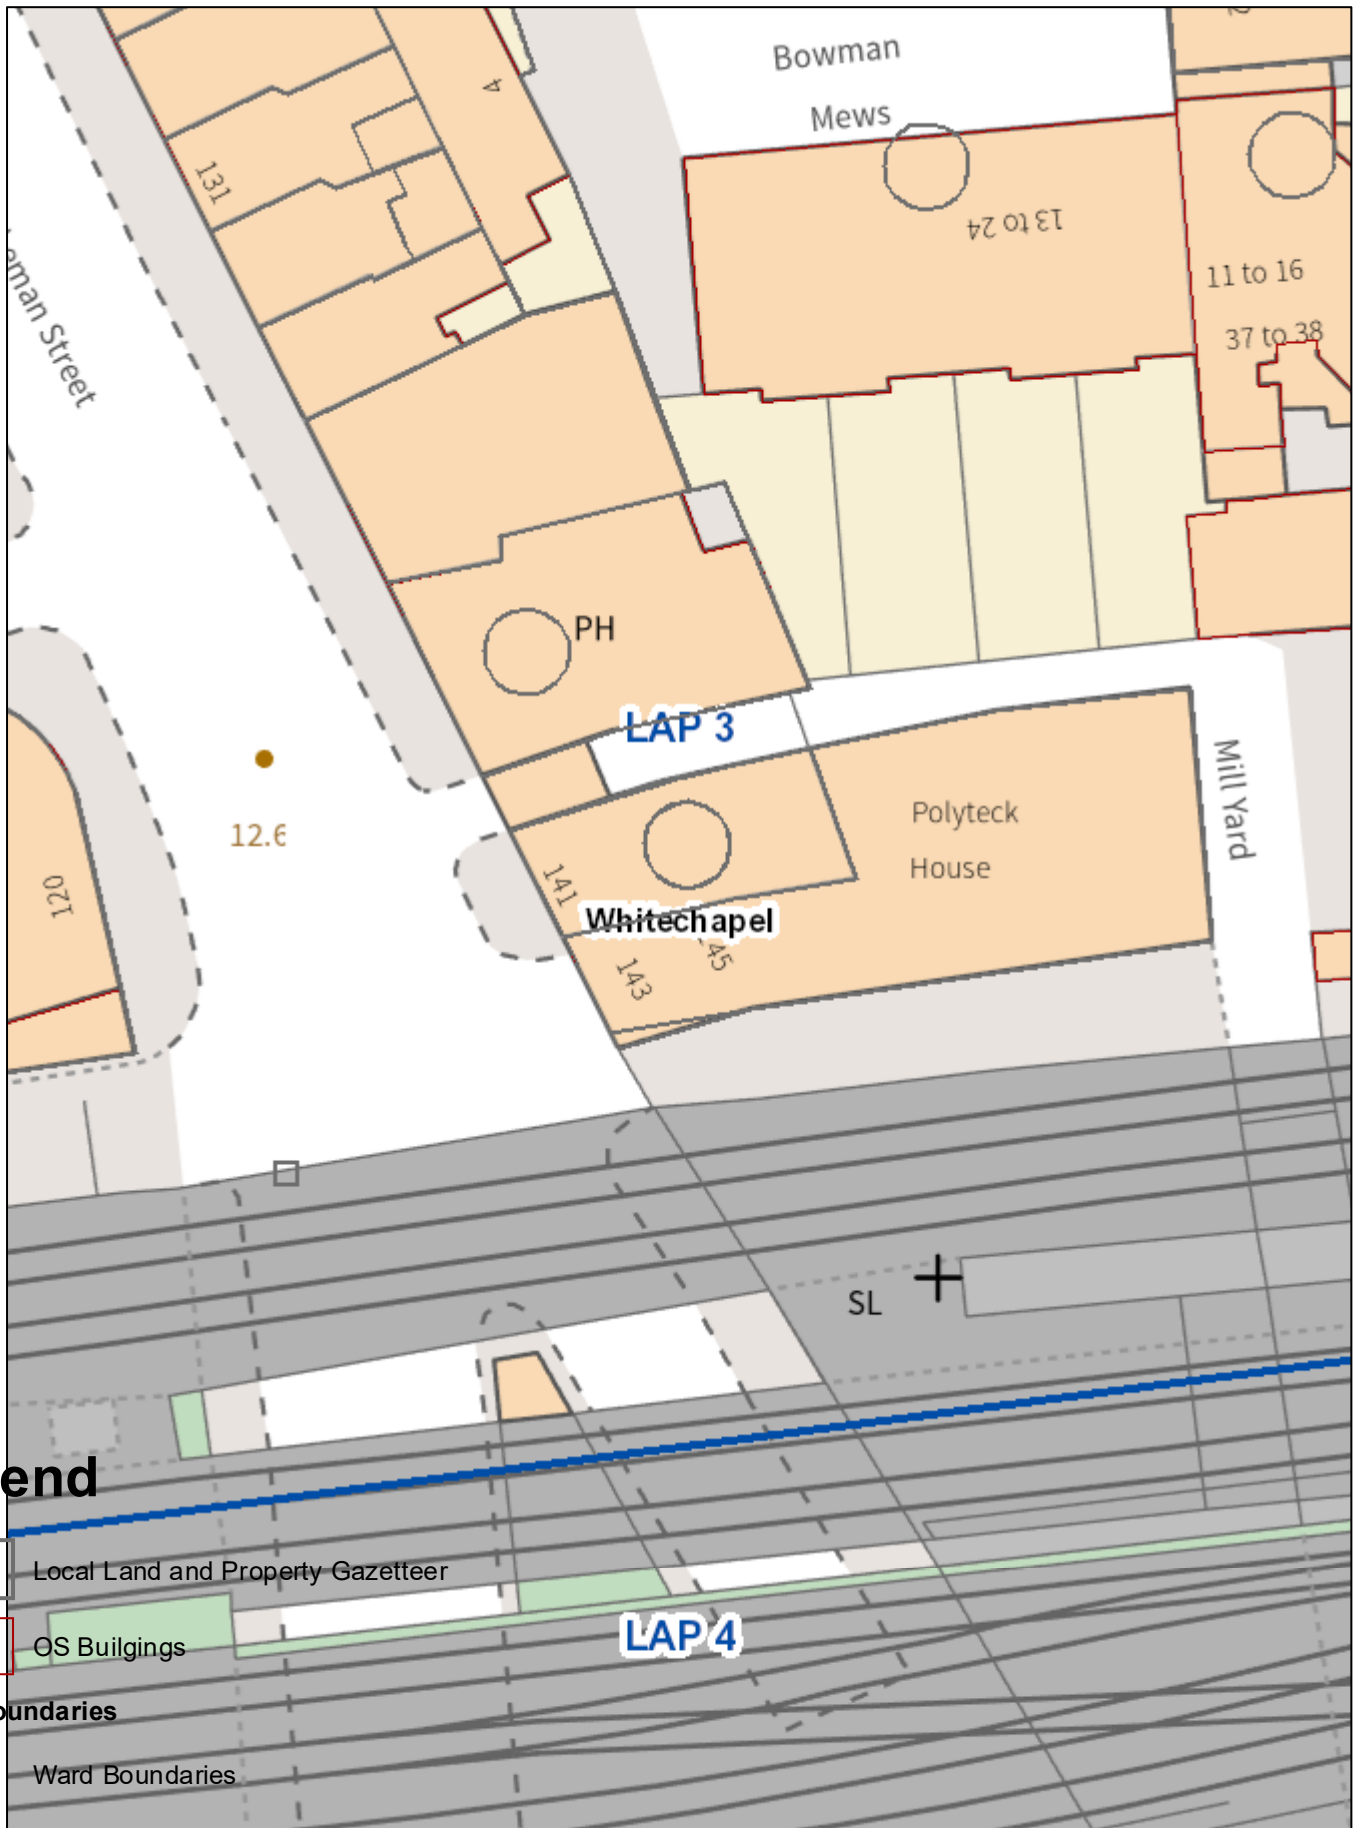 Bowman
Mews
4
131
13 to 24
11 to 16
37 to 38
eman Street
PH
LAP 3
12.6
Polyteck
House
Mill Yard
120
141
Whitechapel
143
45
SL
end
Local Land and Property Gazetteer
OS Builgings
LAP 4
oundaries
Ward Boundaries